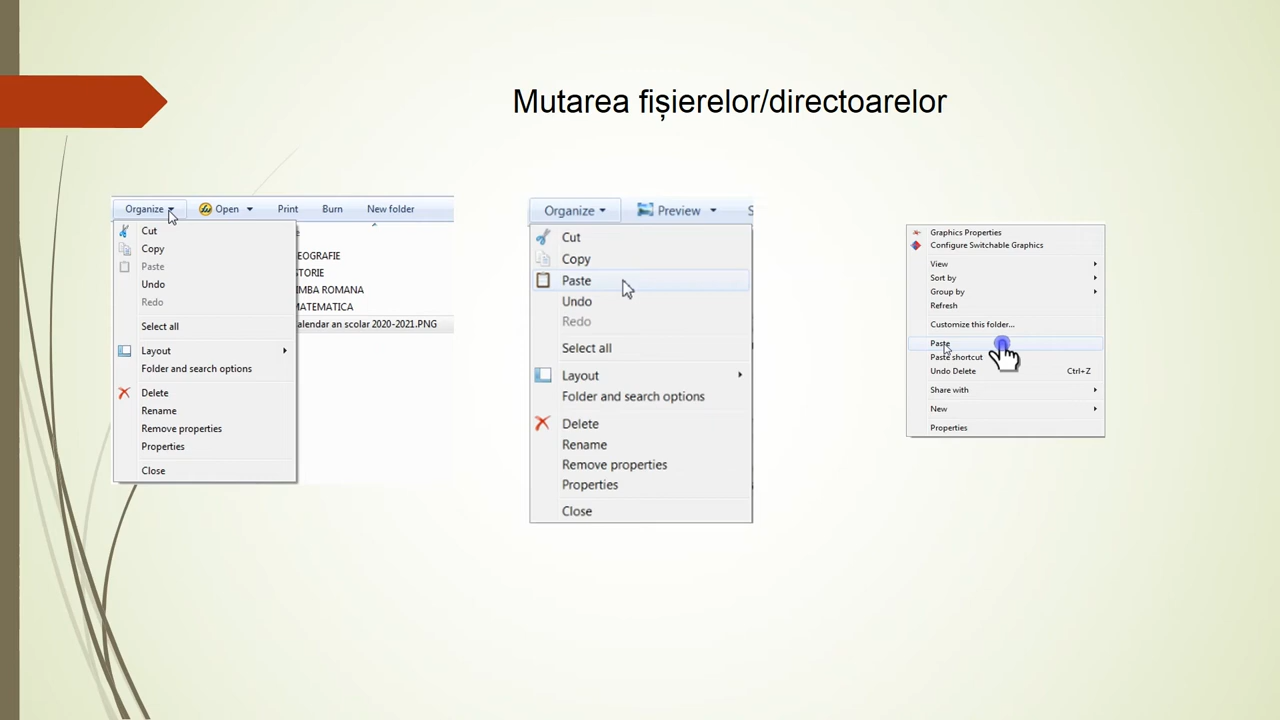 Mutarea fișierelor/directoarelor
Organize Open Print Burn New folder
Cut
Copy
Paste
Undo
Redo
Select all
Layout
Folder and search options
Delete
Rename
Remove properties
Properties
Close
EOGRAFIE
STORIE
IMBA ROMANA
MATEMATICA
alendar an scolar 2020-2021.PNG
Organize Preview S
Cut
Copy
Paste
Undo
Redo
Select all
Layout
Folder and search options
Delete
Rename
Remove properties
Properties
Close
Graphics Properties
Configure Switchable Graphics
View
Sort by
Group by
Refresh
Customize this folder...
Paste
Paste shortcut
Undo Delete Ctrl+Z
Share with
New
Properties